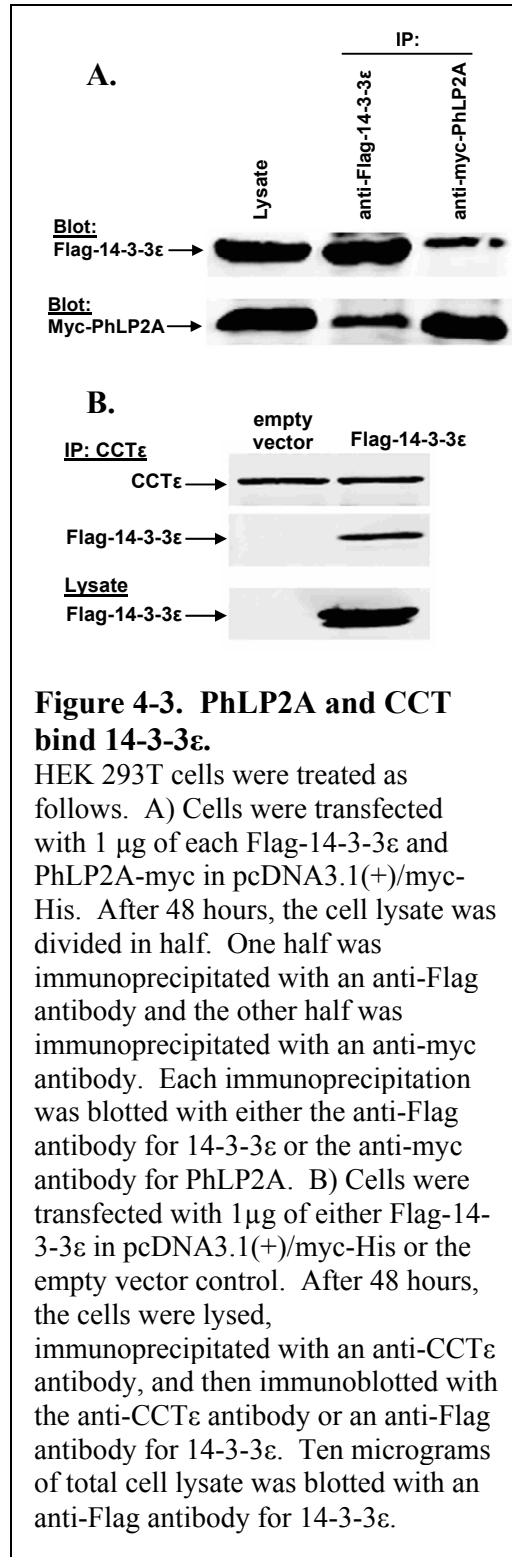 IP:
A.
Lysate
anti-Flag-14-3-3ε
anti-myc-PhLP2A
Blot:
Flag-14-3-3ε
Blot:
Myc-PhLP2A
B.
empty
vector
Flag-14-3-3ε
IP: CCTε
CCTε
Flag-14-3-3ε
Lysate
Flag-14-3-3ε
Figure 4-3. PhLP2A and CCT
bind 14-3-3ε.
HEK 293T cells were treated as
follows. A) Cells were transfected
with 1 μg of each Flag-14-3-3ε and
PhLP2A-myc in pcDNA3.1(+)/myc-
His. After 48 hours, the cell lysate was
divided in half. One half was
immunoprecipitated with an anti-Flag
antibody and the other half was
immunoprecipitated with an anti-myc
antibody. Each immunoprecipitation
was blotted with either the anti-Flag
antibody for 14-3-3ε or the anti-myc
antibody for PhLP2A. B) Cells were
transfected with 1μg of either Flag-14-
3-3ε in pcDNA3.1(+)/myc-His or the
empty vector control. After 48 hours,
the cells were lysed,
immunoprecipitated with an anti-CCTε
antibody, and then immunoblotted with
the anti-CCTε antibody or an anti-Flag
antibody for 14-3-3ε. Ten micrograms
of total cell lysate was blotted with an
anti-Flag antibody for 14-3-3ε.